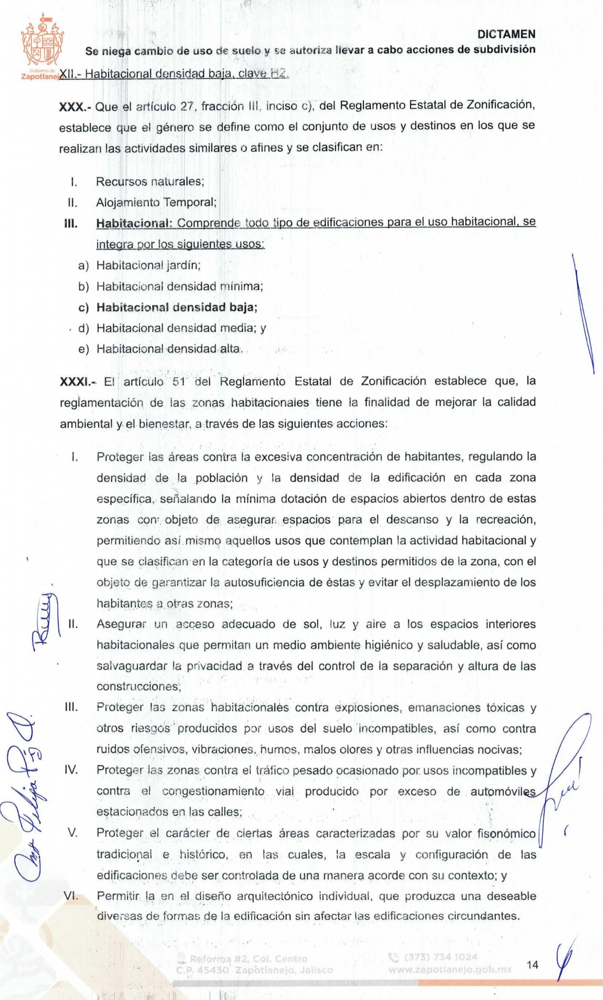 DICTAMEN
Se niega cambio de uso de suelo y se autoriza llevar a cabo acciones de subdivisión
Gobierno de
Zapotlanejo
XII.- Habitacional densidad baja, clave H2.
XXX.- Que el artículo 27, fracción III, inciso c), del Reglamento Estatal de Zonificación,
establece que el género se define como el conjunto de usos y destinos en los que se
realizan las actividades similares o afines y se clasifican en:
I. Recursos naturales;
II. Alojamiento Temporal;
III. Habitacional: Comprende todo tipo de edificaciones para el uso habitacional, se
integra por los siguientes usos:
a) Habitacional jardín;
b) Habitacional densidad mínima;
c) Habitacional densidad baja;
d) Habitacional densidad media; y
e) Habitacional densidad alta.
XXXI.- El artículo 51 del Reglamento Estatal de Zonificación establece que, la
reglamentación de las zonas habitacionales tiene la finalidad de mejorar la calidad
ambiental y el bienestar, a través de las siguientes acciones:
I. Proteger las áreas contra la excesiva concentración de habitantes, regulando la
densidad de la población y la densidad de la edificación en cada zona
específica, señalando la mínima dotación de espacios abiertos dentro de estas
zonas con objeto de asegurar espacios para el descanso y la recreación,
permitiendo así mismo aquellos usos que contemplan la actividad habitacional y
que se clasifican en la categoría de usos y destinos permitidos de la zona, con el
objeto de garantizar la autosuficiencia de éstas y evitar el desplazamiento de los
habitantes a otras zonas;
II. Asegurar un acceso adecuado de sol, luz y aire a los espacios interiores
habitacionales que permitan un medio ambiente higiénico y saludable, así como
salvaguardar la privacidad a través del control de la separación y altura de las
construcciones;
III. Proteger las zonas habitacionales contra explosiones, emanaciones tóxicas y
otros riesgos producidos por usos del suelo incompatibles, así como contra
ruidos ofensivos, vibraciones, humos, malos olores y otras influencias nocivas;
IV. Proteger las zonas contra el tráfico pesado ocasionado por usos incompatibles y
contra el congestionamiento vial producido por exceso de automóviles
estacionados en las calles;
V. Proteger el carácter de ciertas áreas caracterizadas por su valor fisonómico
tradicional e histórico, en las cuales, la escala y configuración de las
edificaciones debe ser controlada de una manera acorde con su contexto; y
VI. Permitir la en el diseño arquitectónico individual, que produzca una deseable
diversas de formas de la edificación sin afectar las edificaciones circundantes.
Reforma #2, Col. Centro
C.P. 45430 Zapotlanejo, Jalisco
(373) 734 1024
www.zapotlanejo.gob.mx
14